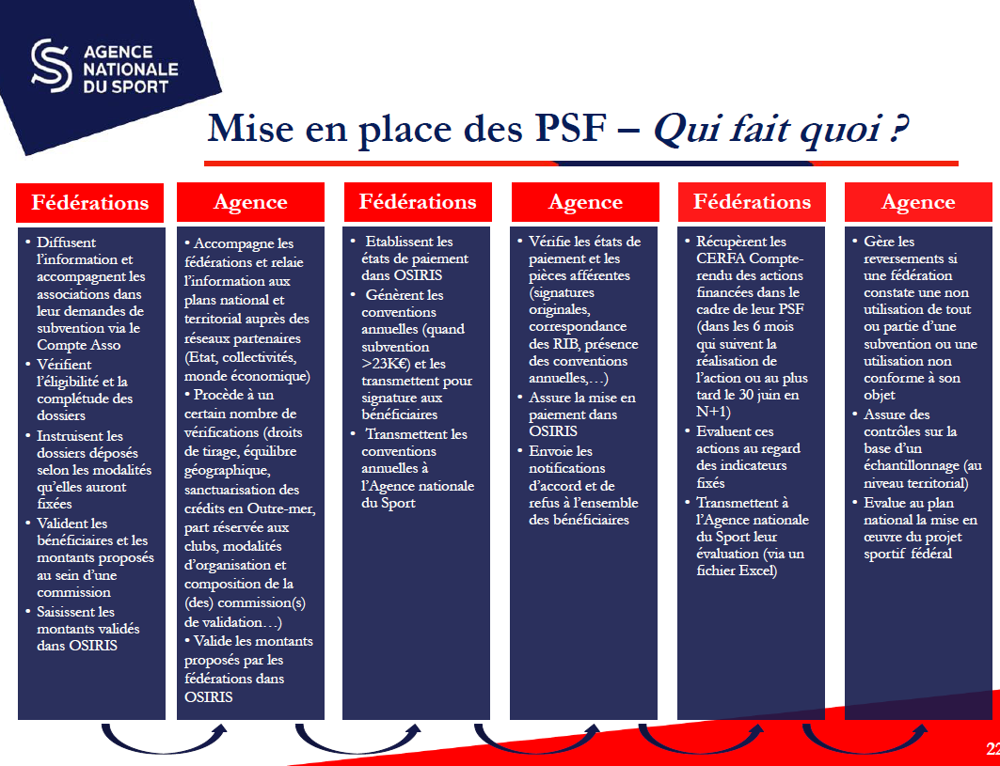 AGENCE
NATIONALE
DU SPORT
Mise en place des PSF – Qui fait quoi ?
Fédérations
• Diffusent
l’information et
accompagnent les
associations dans
leur demandes de
subvention via le
Compte Asso
• Vérifient
l’éligibilité et la
complétude des
dossiers
• Instruisent les
dossiers déposés
selon les modalités
qu’elles auront
fixées
• Valident les
bénéficiaires et les
montants proposés
au sein d’une
commission
• Saisissent les
montants validés
dans OSIRIS
Agence
• Accompagne les
fédérations et relaie
l’information aux
plans national et
territorial auprès des
réseaux partenaires
(Etat, collectivités,
monde économique)
• Procède à un
certain nombre de
vérifications (droits
de tirage, équilibre
géographique,
sanctuarisation des
crédits en Outre-mer,
part réservée aux
clubs, modalités
d’organisation et
composition de la
(des) commission(s)
de validation…)
• Valide les montants
proposés par les
fédérations dans
OSIRIS
Fédérations
• Etablissent les
états de paiement
dans OSIRIS
• Génèrent les
conventions
annuelles (quand
subvention
>23K€) et les
transmettent pour
signature aux
bénéficiaires
• Transmettent les
conventions
annuelles à
l’Agence nationale
du Sport
Agence
• Vérifie les états de
paiement et les
pièces afférentes
(signatures
originales,
correspondance
des RIB, présence
des conventions
annuelles,…)
• Assure la mise en
paiement dans
OSIRIS
• Envoie les
notifications
d’accord et de
refus à l’ensemble
des bénéficiaires
Fédérations
• Récupèrent les
CERFA Compte-
rendu des actions
financées dans le
cadre de leur PSF
(dans les 6 mois
qui suivent la
réalisation de
l’action ou au plus
tard le 30 juin en
N+1)
• Evaluent ces
actions au regard
des indicateurs
fixés
• Transmettent à
l’Agence nationale
du Sport leur
évaluation (via un
fichier Excel)
Agence
• Gère les
reversements si
une fédération
constate une non
utilisation de tout
ou partie d’une
subvention ou une
utilisation non
conforme à son
objet
• Assure des
contrôles sur la
base d’un
échantillonnage (au
niveau territorial)
• Evalue au plan
national la mise en
œuvre du projet
sportif fédéral
22